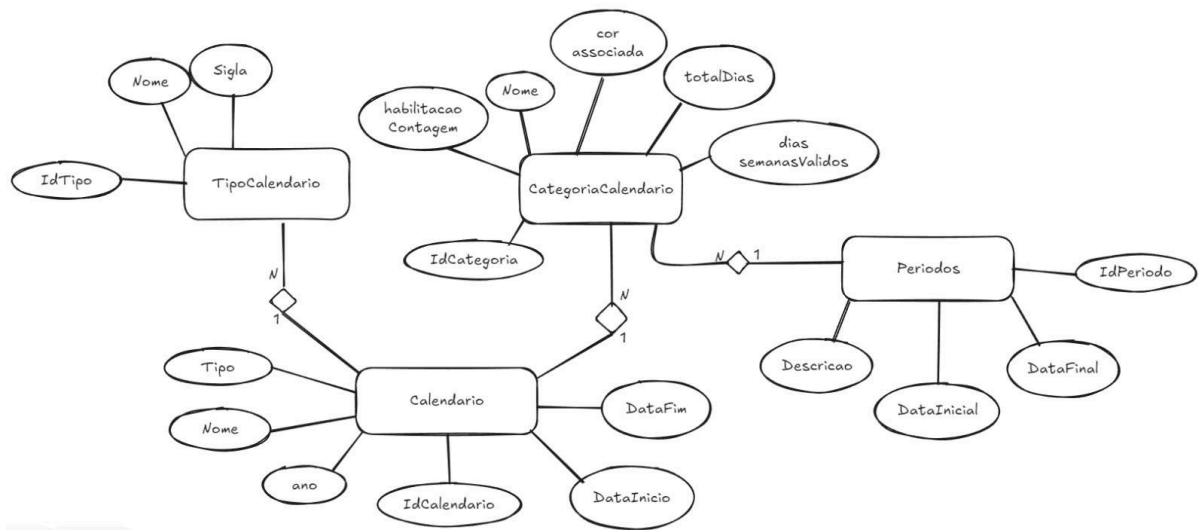 cor
associada
Sigla
Nome
totalDias
Nome
habilitacao
Contagem
dias
semanasValidos
IdTipo
TipoCalendario
CategoriaCalendario
IdCategoria
N
1
Periodos
IdPeriodo
N
N
1
1
Tipo
Descricao
DataFinal
Calendario
DataFim
DataInicial
Nome
ano
IdCalendario
DataInicio